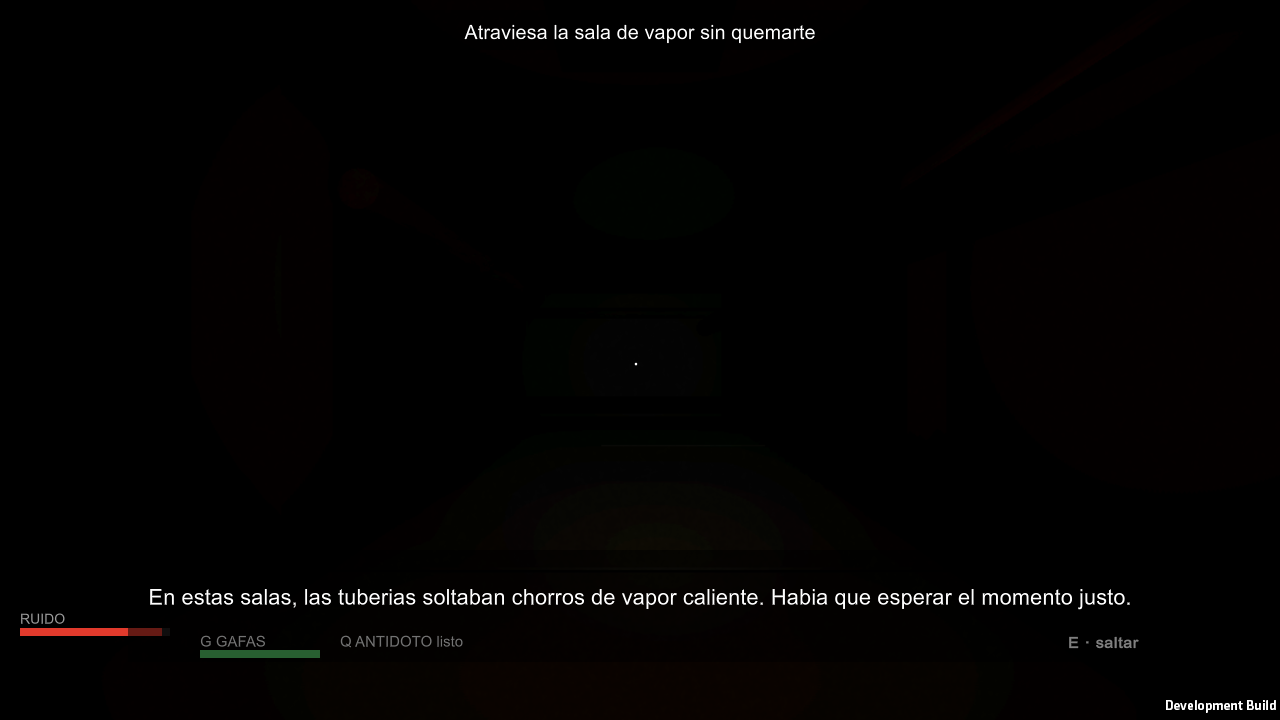 Atraviesa la sala de vapor sin quemarte
En estas salas, las tuberias soltaban chorros de vapor caliente. Habia que esperar el momento justo.
RUIDO
G GAFAS
Q ANTIDOTO listo
E · saltar
Development Build